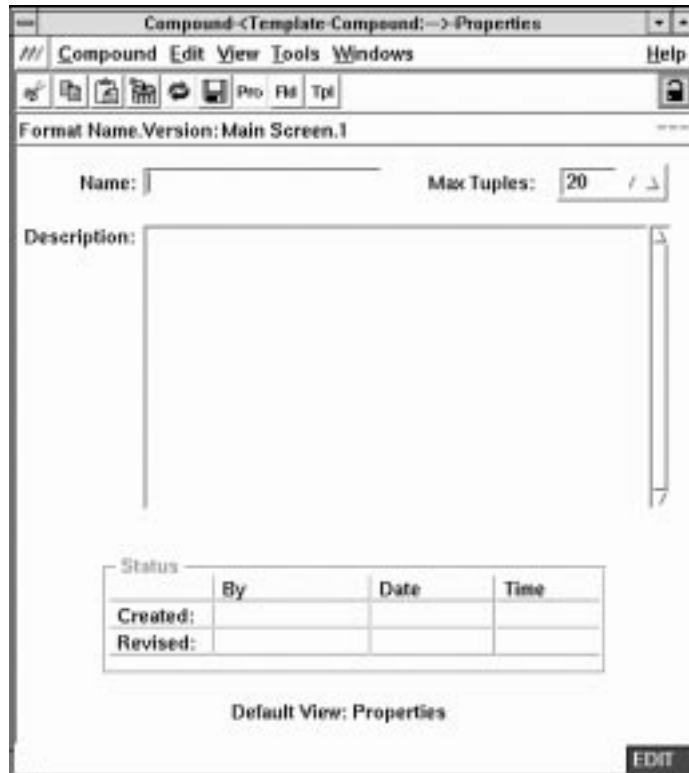 Compound-<Template-Compound:-->-Properties
Compound Edit View Tools Windows Help
Pro Fld Tpl
Format Name.Version: Main Screen.1 ---
Name: Max Tuples: 20
Description:
Status
By Date Time
Created:
Revised:
Default View: Properties
EDIT